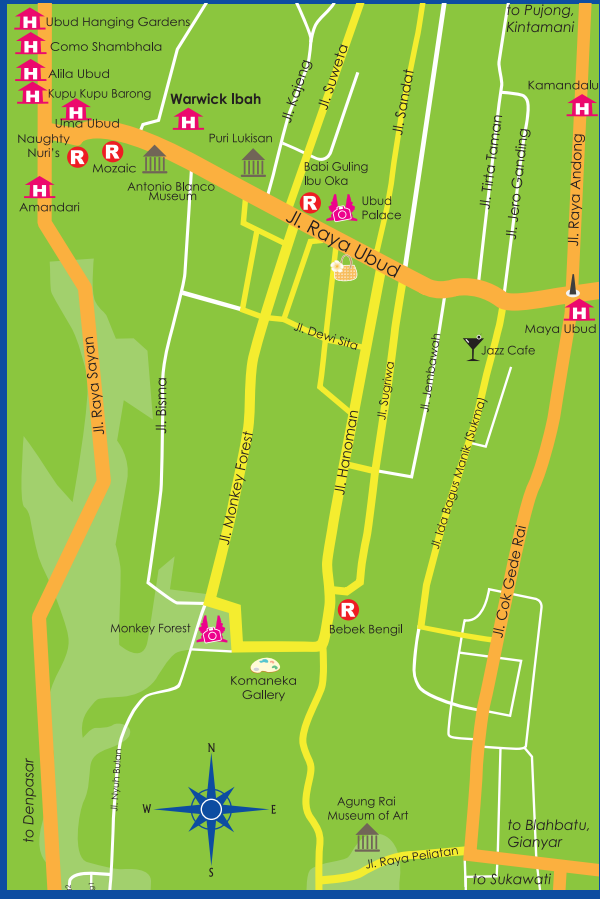 to Pujong,
Kintamani
Ubud Hanging Gardens
Como Shambhala
Alila Ubud
Kupu Kupu Barong
Uma Ubud
Warwick Ibah
Kamandalu
Naughty
Nuri's
Mozaic
Puri Lukisan
Antonio Blanco
Museum
Amandari
Babi Guling
Ibu Oka
Ubud
Palace
Jl. Kajeng
Jl. Suweta
Jl. Sandat
Jl. Tirta Taman
Jl. Jero Ganding
Jl. Raya Andong
Jl. Raya Ubud
Maya Ubud
Jl. Dewi Sita
Jazz Cafe
Jl. Raya Sayan
Jl. Bisma
Jl. Sugriwa
Jl. Jembawah
Jl. Monkey Forest
Jl. Hanoman
Jl. Ida Bagus Manik (Sukma)
Jl. Cok Gede Rai
Monkey Forest
Bebek Bengil
Komaneka
Gallery
Jl. Nyuh Bulan
N
W
E
S
to Denpasar
Agung Rai
Museum of Art
Jl. Raya Peliatan
to Blahbatu,
Gianyar
to Sukawati
H
H
H
H
H
H
H
H
H
R
R
R
R